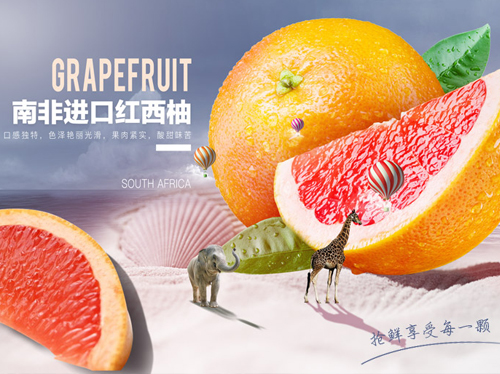 GRAPEFRUIT
南非进口红西柚
口感独特，色泽艳丽光滑，果肉紧实，酸甜味苦
SOUTH AFRICA
抢鲜享受每一颗